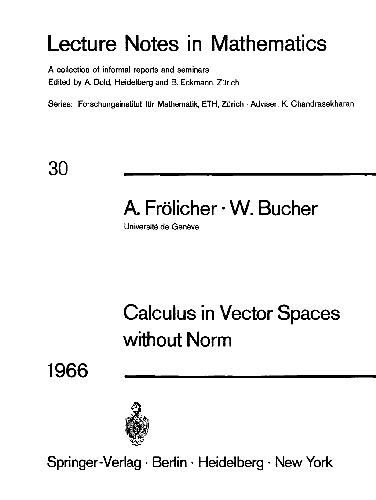 Lecture Notes in Mathematics
A collection of informal reports and seminars
Edited by A. Dold, Heidelberg and B. Eckmann, Zürich
Series: Forschungsinstitut für Mathematik, ETH, Zürich · Adviser: K. Chandrasekharan
30
A. Frölicher · W. Bucher
Université de Genève
Calculus in Vector Spaces
without Norm
1966
Springer-Verlag · Berlin · Heidelberg · New York